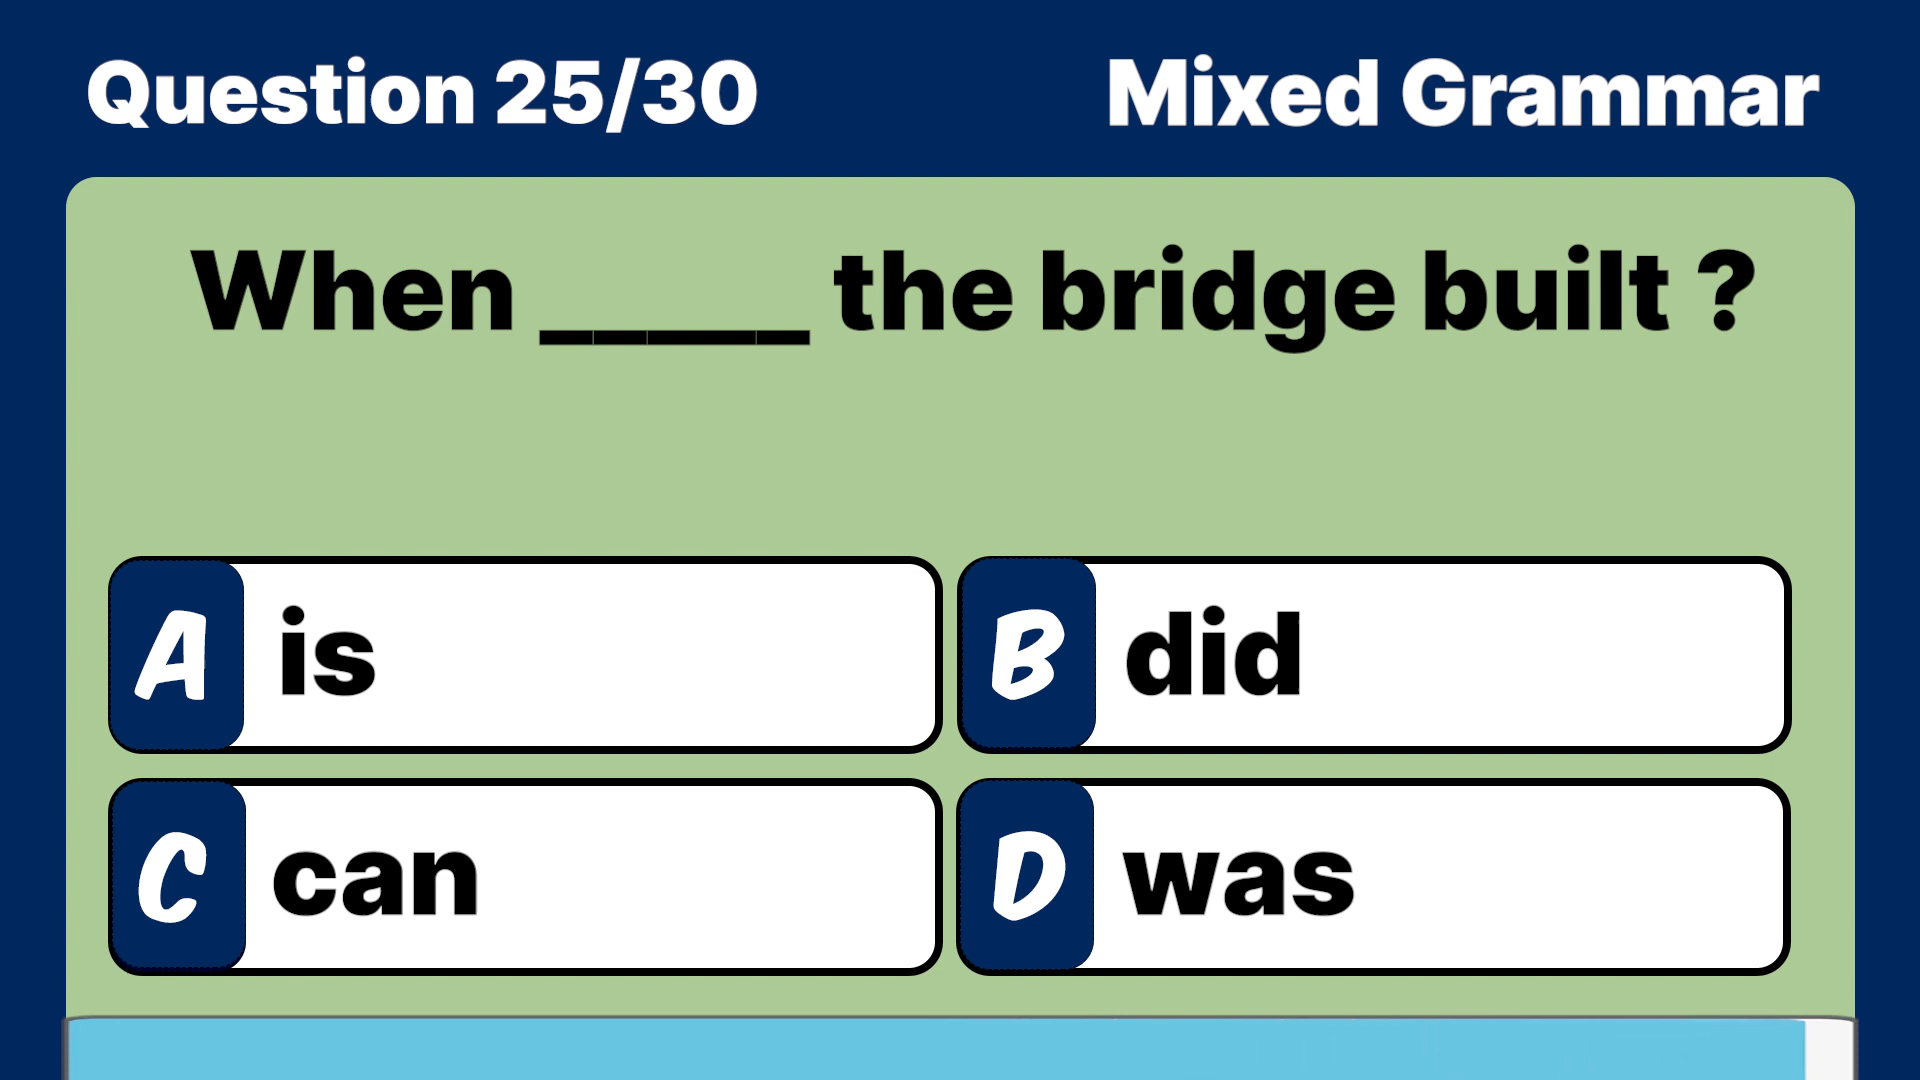 Question 25/30
Mixed Grammar
When _____ the bridge built ?
A is
B did
C can
D was